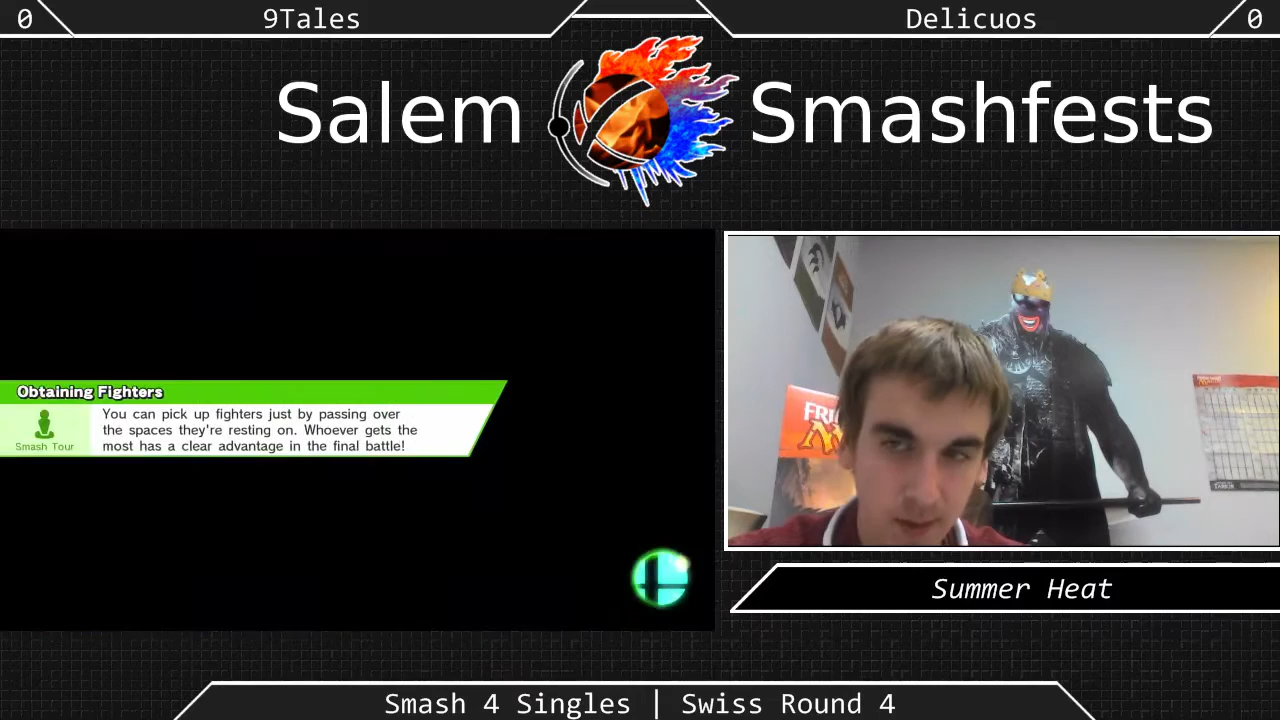 0
9Tales
Delicuos
0
Salem Smashfests
Obtaining Fighters
You can pick up fighters just by passing over
the spaces they're resting on. Whoever gets the
most has a clear advantage in the final battle!
Smash Tour
Summer Heat
Smash 4 Singles | Swiss Round 4